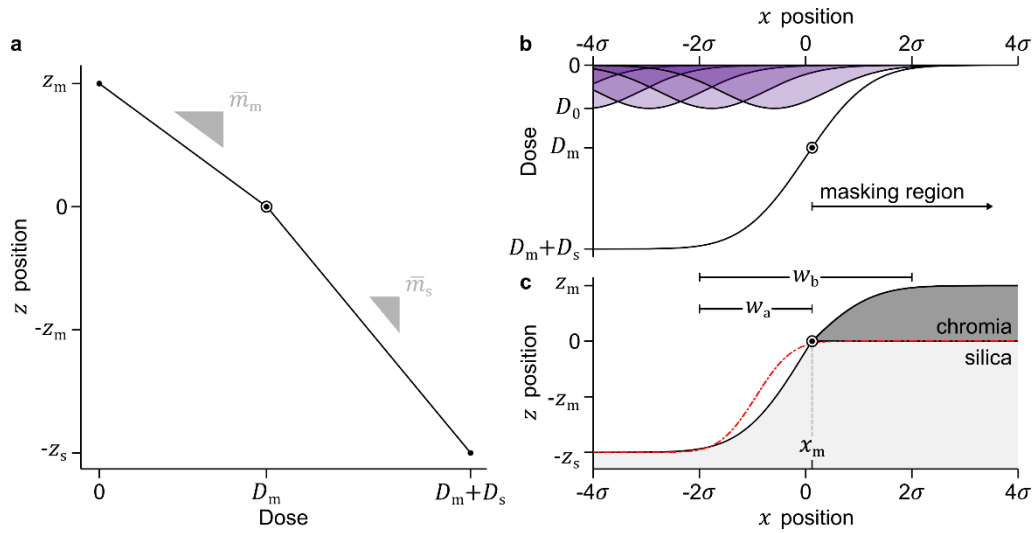 a
z position
z_m
0
-z_m
-z_s
m̅_m
m̅_s
0
D_m
D_m+D_s
Dose
b
x position
-4σ
-2σ
0
2σ
4σ
Dose
0
D_0
D_m
D_m+D_s
masking region
c
z position
z_m
0
-z_m
-z_s
w_b
w_a
chromia
silica
x_m
-4σ
-2σ
0
2σ
4σ
x position